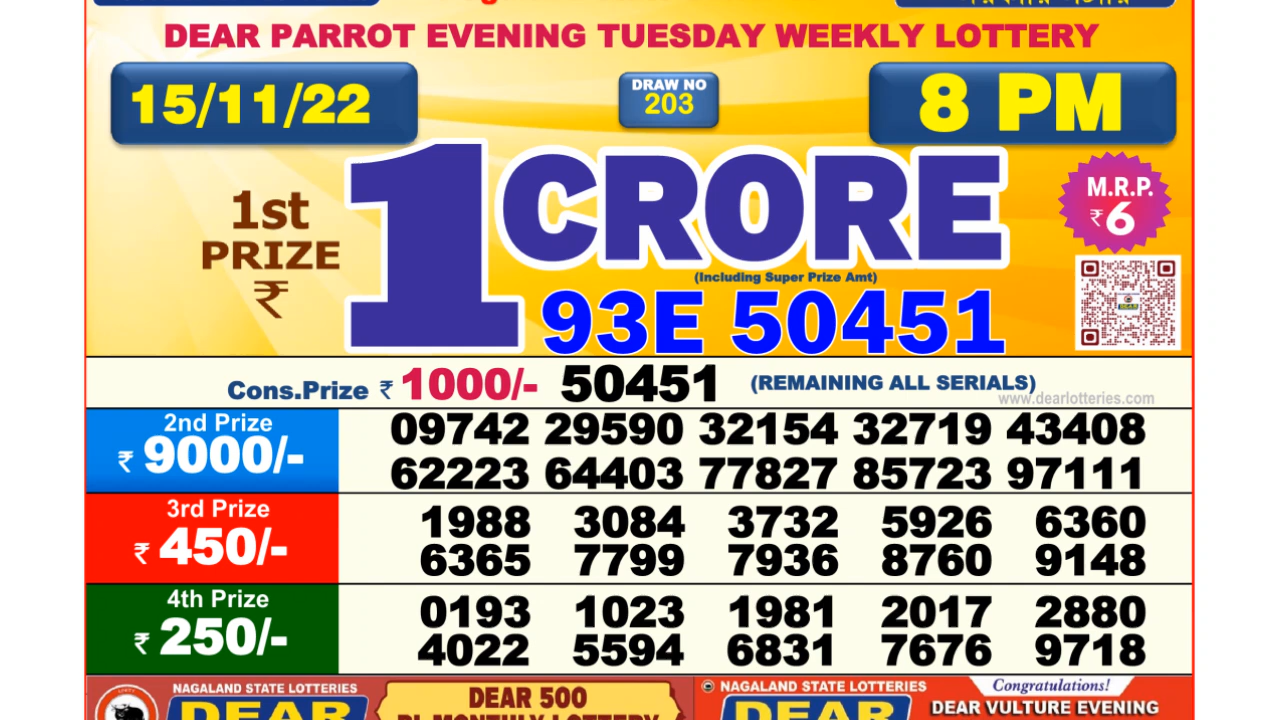 DEAR PARROT EVENING TUESDAY WEEKLY LOTTERY
15/11/22
DRAW NO
203
8 PM
1st
PRIZE
₹
1 CRORE
(Including Super Prize Amt)
93E 50451
M.R.P.
₹6
DEAR
Cons.Prize ₹ 1000/- 50451 (REMAINING ALL SERIALS)
www.dearlotteries.com
2nd Prize
₹ 9000/-
09742 29590 32154 32719 43408
62223 64403 77827 85723 97111
3rd Prize
₹ 450/-
1988 3084 3732 5926 6360
6365 7799 7936 8760 9148
4th Prize
₹ 250/-
0193 1023 1981 2017 2880
4022 5594 6831 7676 9718
NAGALAND STATE LOTTERIES
DEAR
DEAR 500
BI-MONTHLY LOTTERY
NAGALAND STATE LOTTERIES
DEAR
Congratulations!
DEAR VULTURE EVENING